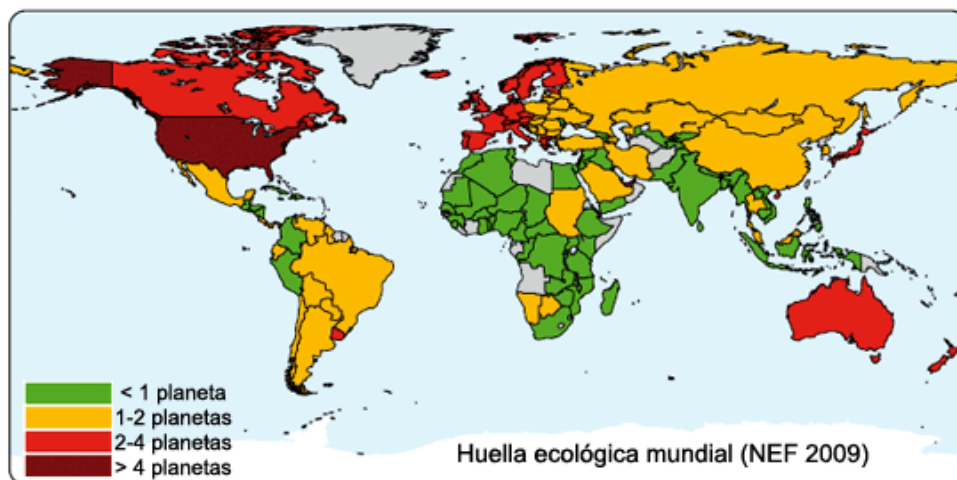 < 1 planeta
1-2 planetas
2-4 planetas
> 4 planetas
Huella ecológica mundial (NEF 2009)